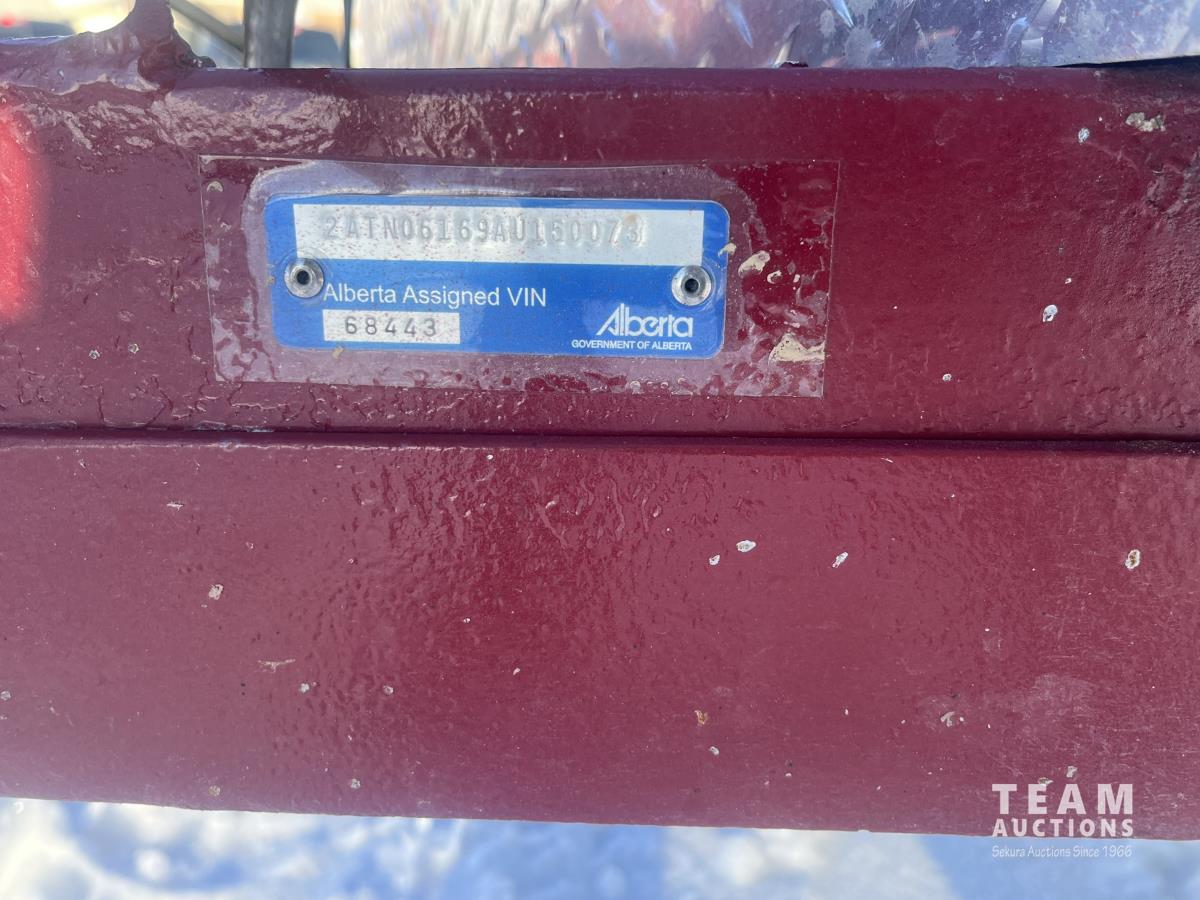 2ATN06169AU150073
Alberta Assigned VIN
68443
Alberta
GOVERNMENT OF ALBERTA
TEAM
AUCTIONS
Sekura Auctions Since 1966